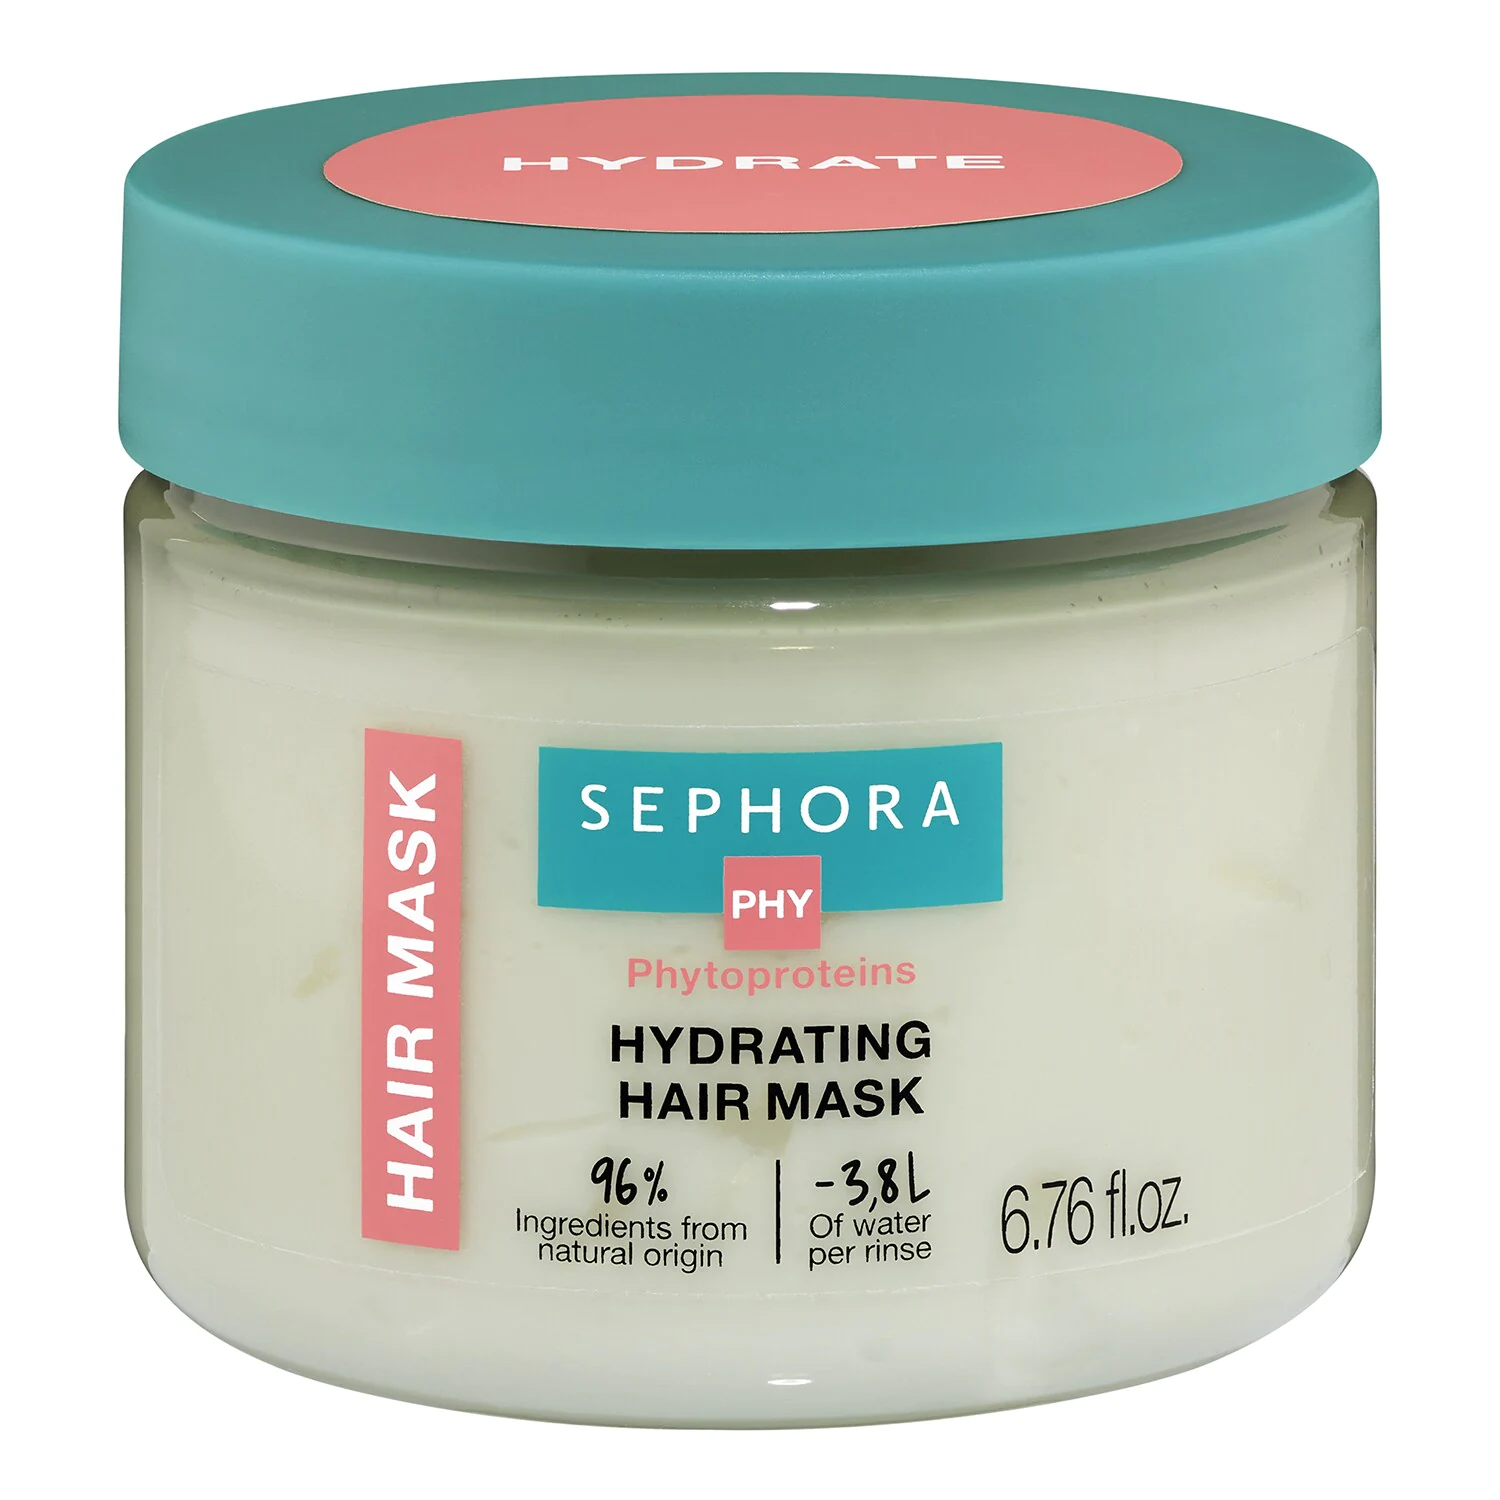 HYDRATE
HAIR MASK
SEPHORA
PHY
Phytoproteins
HYDRATING
HAIR MASK
96%
Ingredients from
natural origin
-3,8L
Of water
per rinse
6.76 fl.oz.